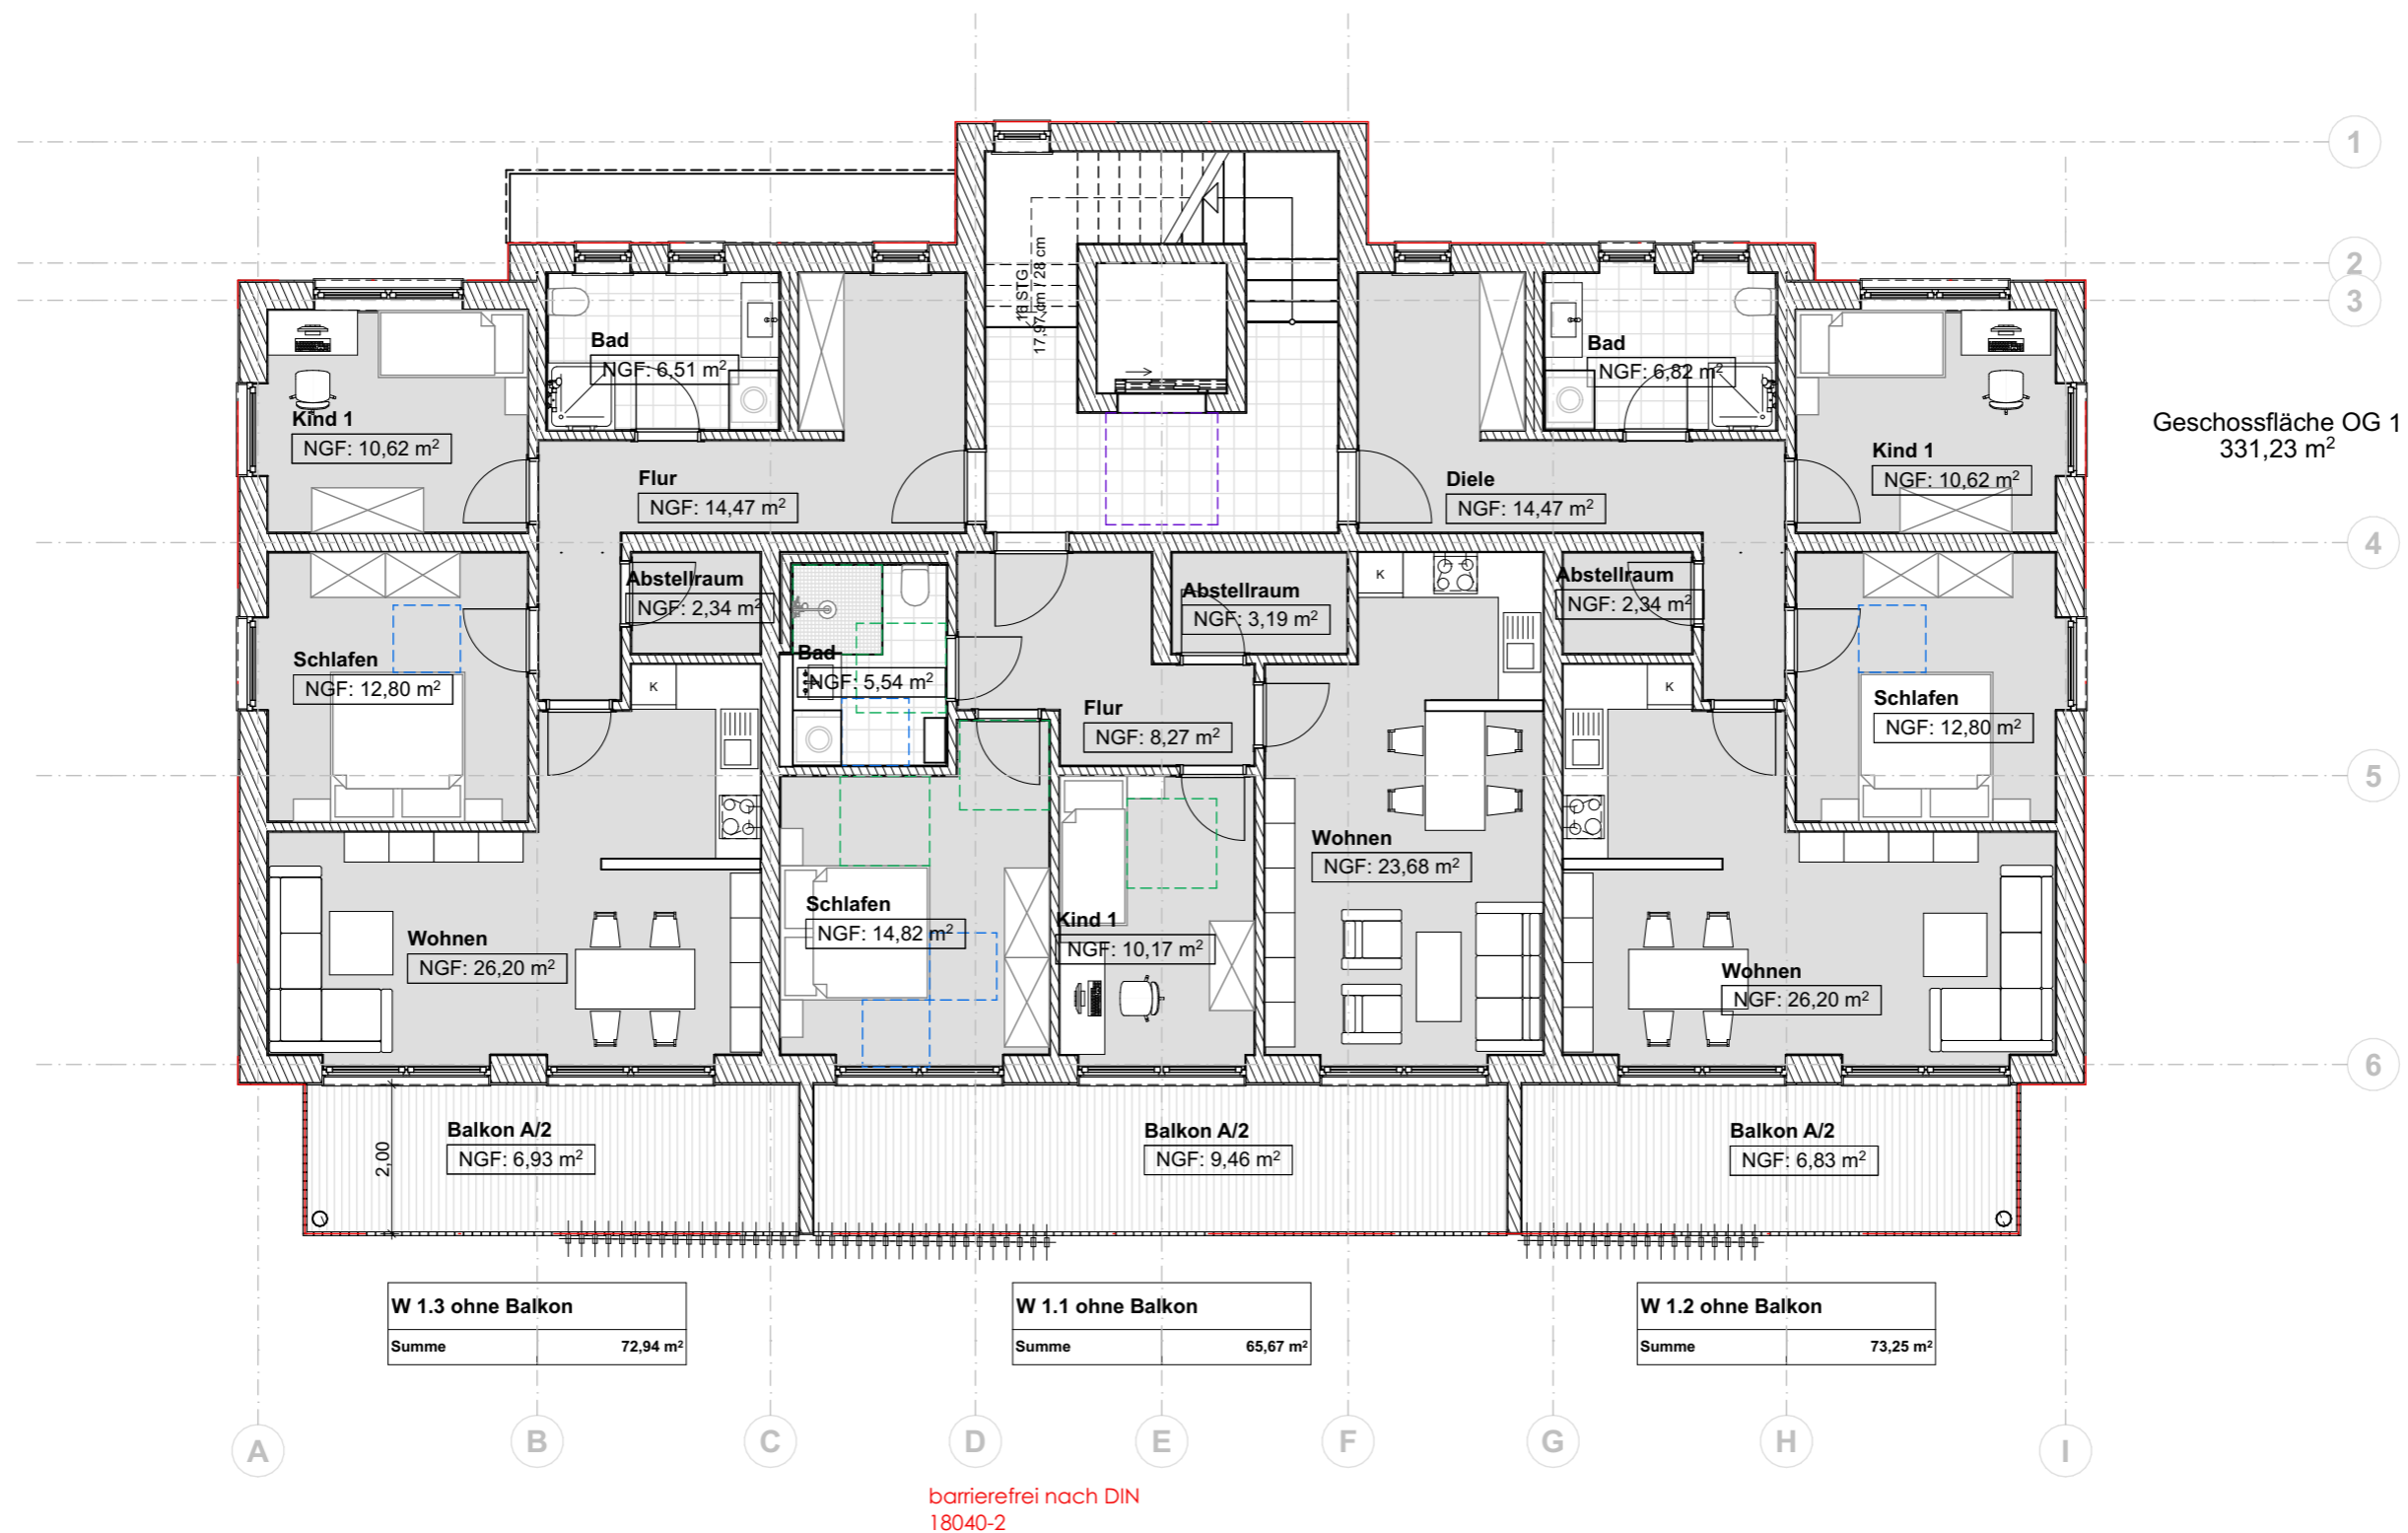 1
2
3
Bad
NGF: 6,51 m²
18 STG
17,97 cm / 28 cm
Bad
NGF: 6,82 m²
Kind 1
NGF: 10,62 m²
Geschossfläche OG 1
331,23 m²
Kind 1
NGF: 10,62 m²
Flur
NGF: 14,47 m²
Diele
NGF: 14,47 m²
4
Abstellraum
NGF: 2,34 m²
Abstellraum
NGF: 3,19 m²
K
Abstellraum
NGF: 2,34 m²
Schlafen
NGF: 12,80 m²
K
Bad
NGF: 5,54 m²
Flur
NGF: 8,27 m²
K
Schlafen
NGF: 12,80 m²
5
Wohnen
NGF: 23,68 m²
Schlafen
NGF: 14,82 m²
Kind 1
NGF: 10,17 m²
Wohnen
NGF: 26,20 m²
Wohnen
NGF: 26,20 m²
6
2,00
Balkon A/2
NGF: 6,93 m²
Balkon A/2
NGF: 9,46 m²
Balkon A/2
NGF: 6,83 m²
W 1.3 ohne Balkon
Summe 72,94 m²
W 1.1 ohne Balkon
Summe 65,67 m²
W 1.2 ohne Balkon
Summe 73,25 m²
A B C D E F G H I
barrierefrei nach DIN
18040-2